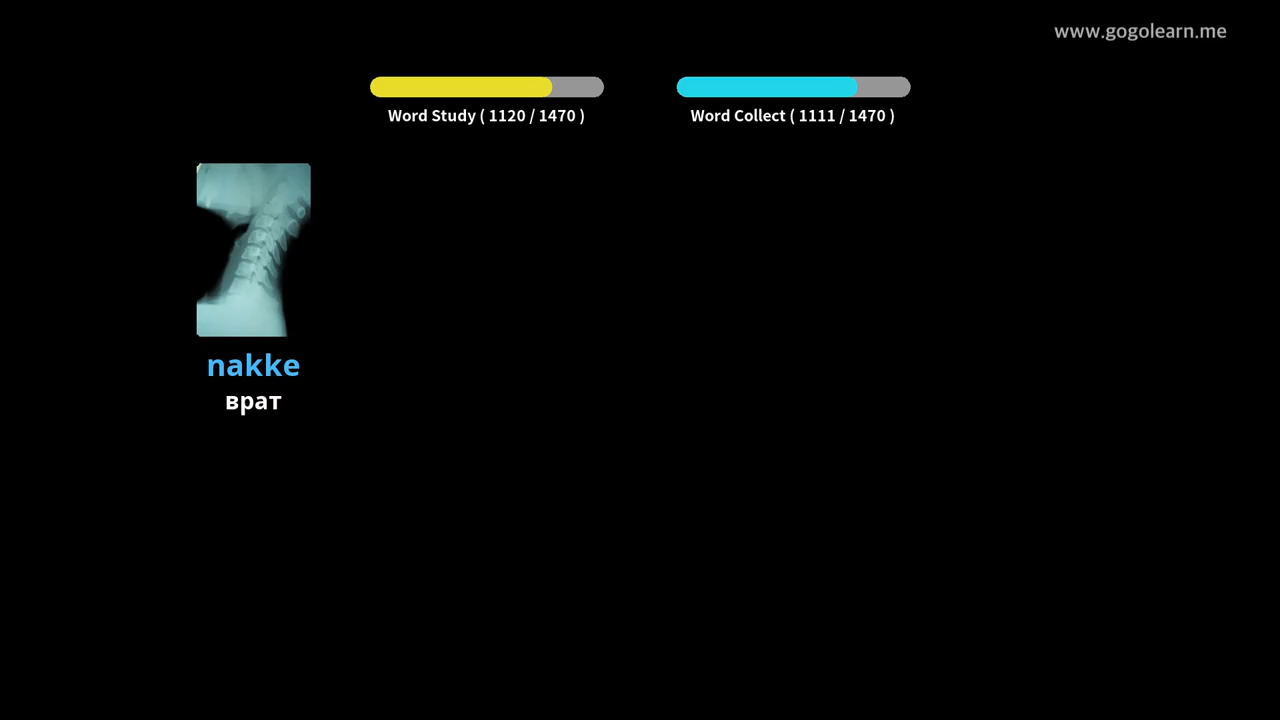 www.gogolearn.me
Word Study ( 1120 / 1470 )
Word Collect ( 1111 / 1470 )
nakke
врат